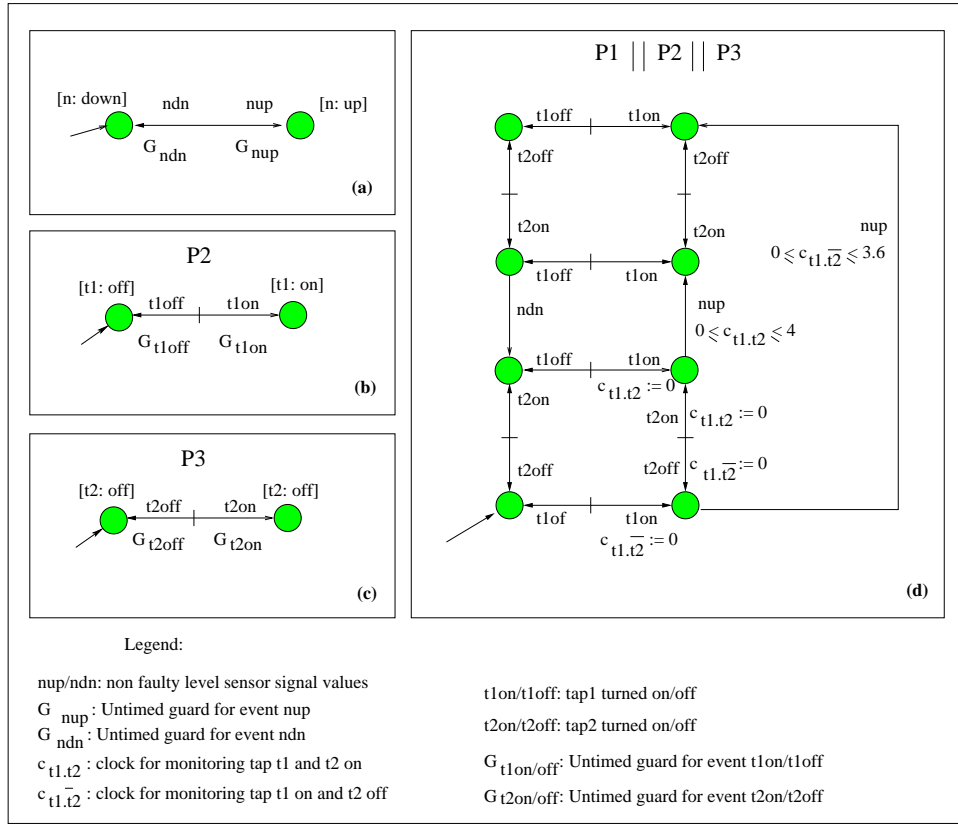 [n: down]
ndn
nup
[n: up]
G ndn
G nup
(a)
P2
[t1: off]
t1off
t1on
[t1: on]
G t1off
G t1on
(b)
P3
[t2: off]
t2off
t2on
[t2: off]
G t2off
G t2on
(c)
P1 || P2 || P3
t1off
t1on
t2off
t2off
t2on
t2on
t1off
t1on
nup
0 ⩽ c t1.t2̅ ⩽ 3.6
ndn
nup
0 ⩽ c t1.t2 ⩽ 4
t1off
t1on
c t1.t2 := 0
t2on
t2on
c t1.t2 := 0
t2off
t2off
c t1.t2̅ := 0
t1of
t1on
c t1.t2̅ := 0
(d)
Legend:
nup/ndn: non faulty level sensor signal values
G nup : Untimed guard for event nup
G ndn : Untimed guard for event ndn
c t1.t2 : clock for monitoring tap t1 and t2 on
c t1.t2̅ : clock for monitoring tap t1 on and t2 off
t1on/t1off: tap1 turned on/off
t2on/t2off: tap2 turned on/off
G t1on/off: Untimed guard for event t1on/t1off
G t2on/off: Untimed guard for event t2on/t2off